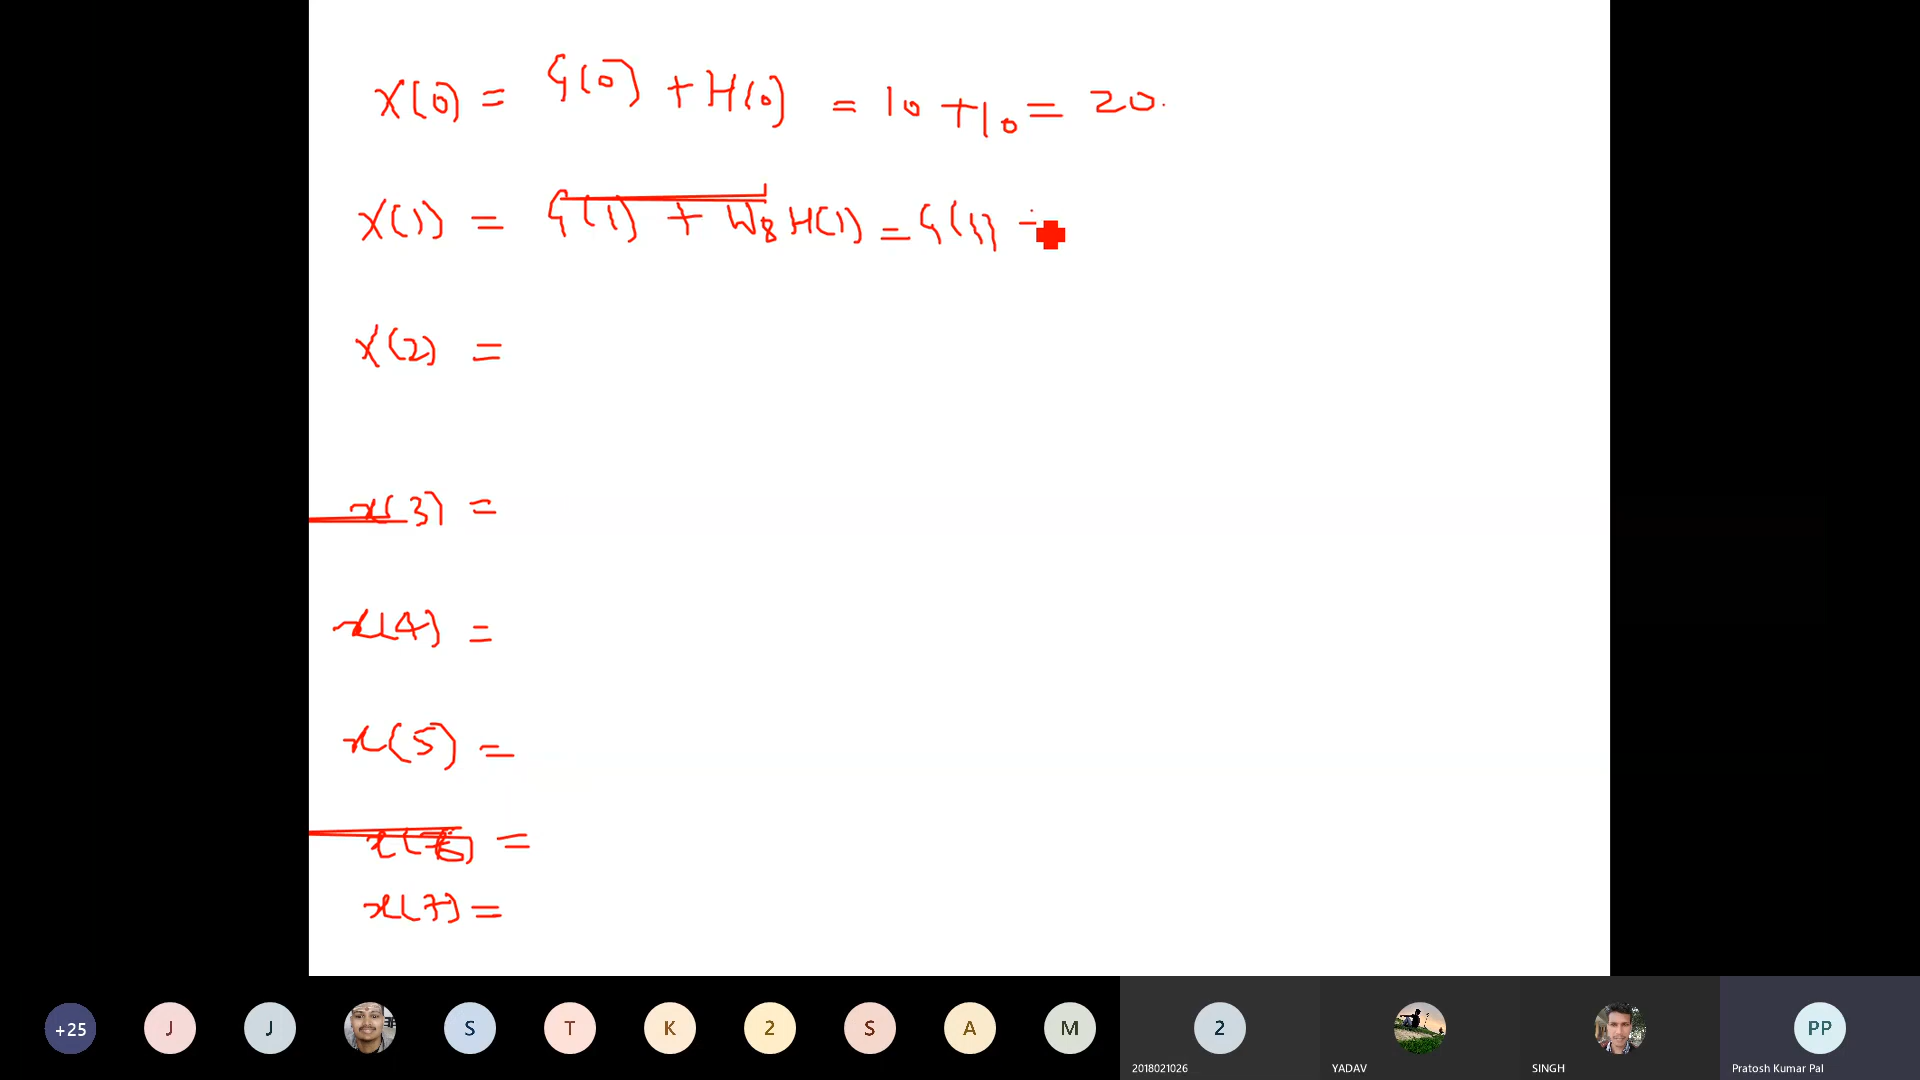 X(0) = G(0) + H(0) = 10 + 10 = 20.
X(1) = G(1) + W8 H(1) = G(1) -
X(2) =
x(3) =
x(4) =
x(5) =
x(6) =
x(7) =
+25 J J S T K 2 S A M 2 PP
2018021026 YADAV SINGH Pratosh Kumar Pal